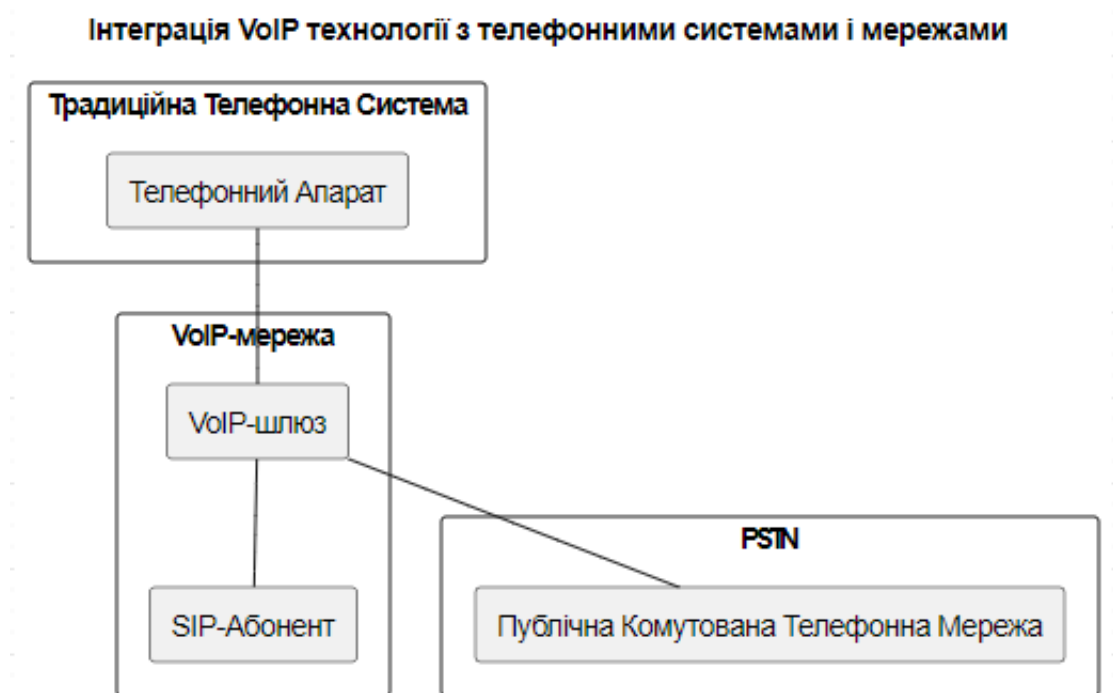 Інтеграція VoIP технології з телефонними системами і мережами
Традиційна Телефонна Система
Телефонний Апарат
VoIP-мережа
VoIP-шлюз
PSTN
SIP-Абонент
Публічна Комутована Телефонна Мережа